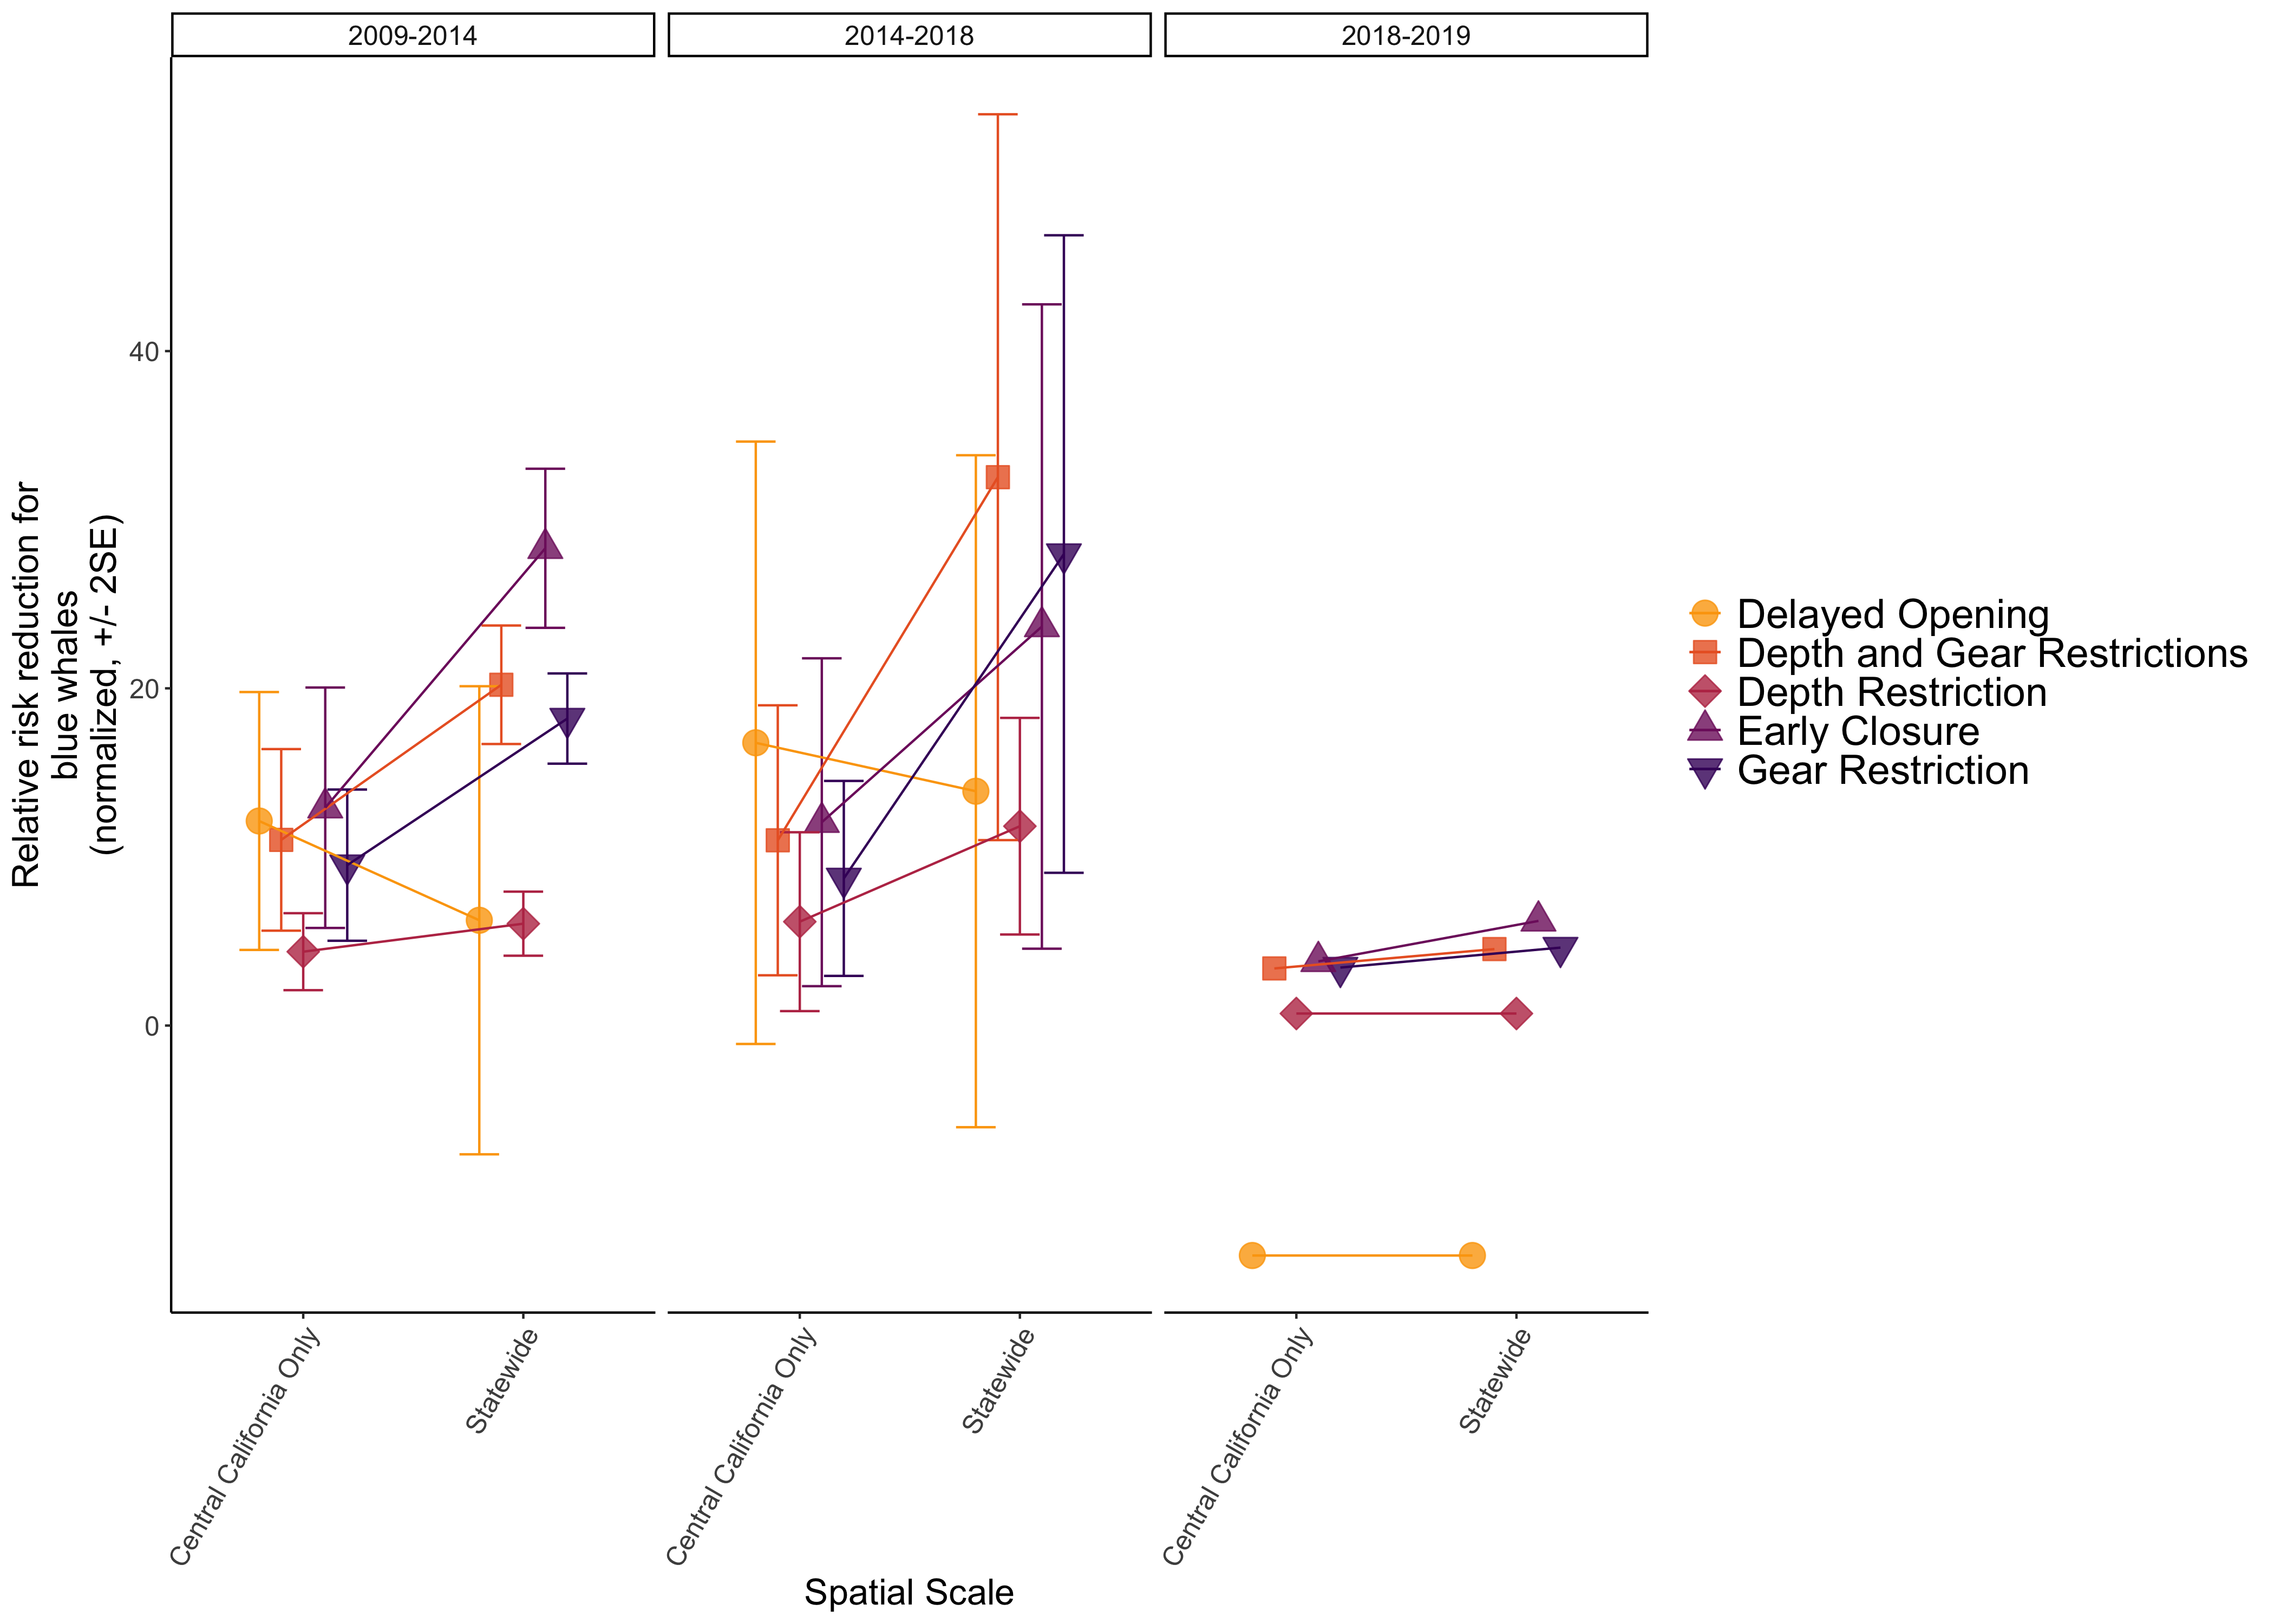 2009-2014
2014-2018
2018-2019
Relative risk reduction for
blue whales
(normalized, +/- 2SE)
40
20
0
Central California Only
Statewide
Central California Only
Statewide
Central California Only
Statewide
Spatial Scale
Delayed Opening
Depth and Gear Restrictions
Depth Restriction
Early Closure
Gear Restriction